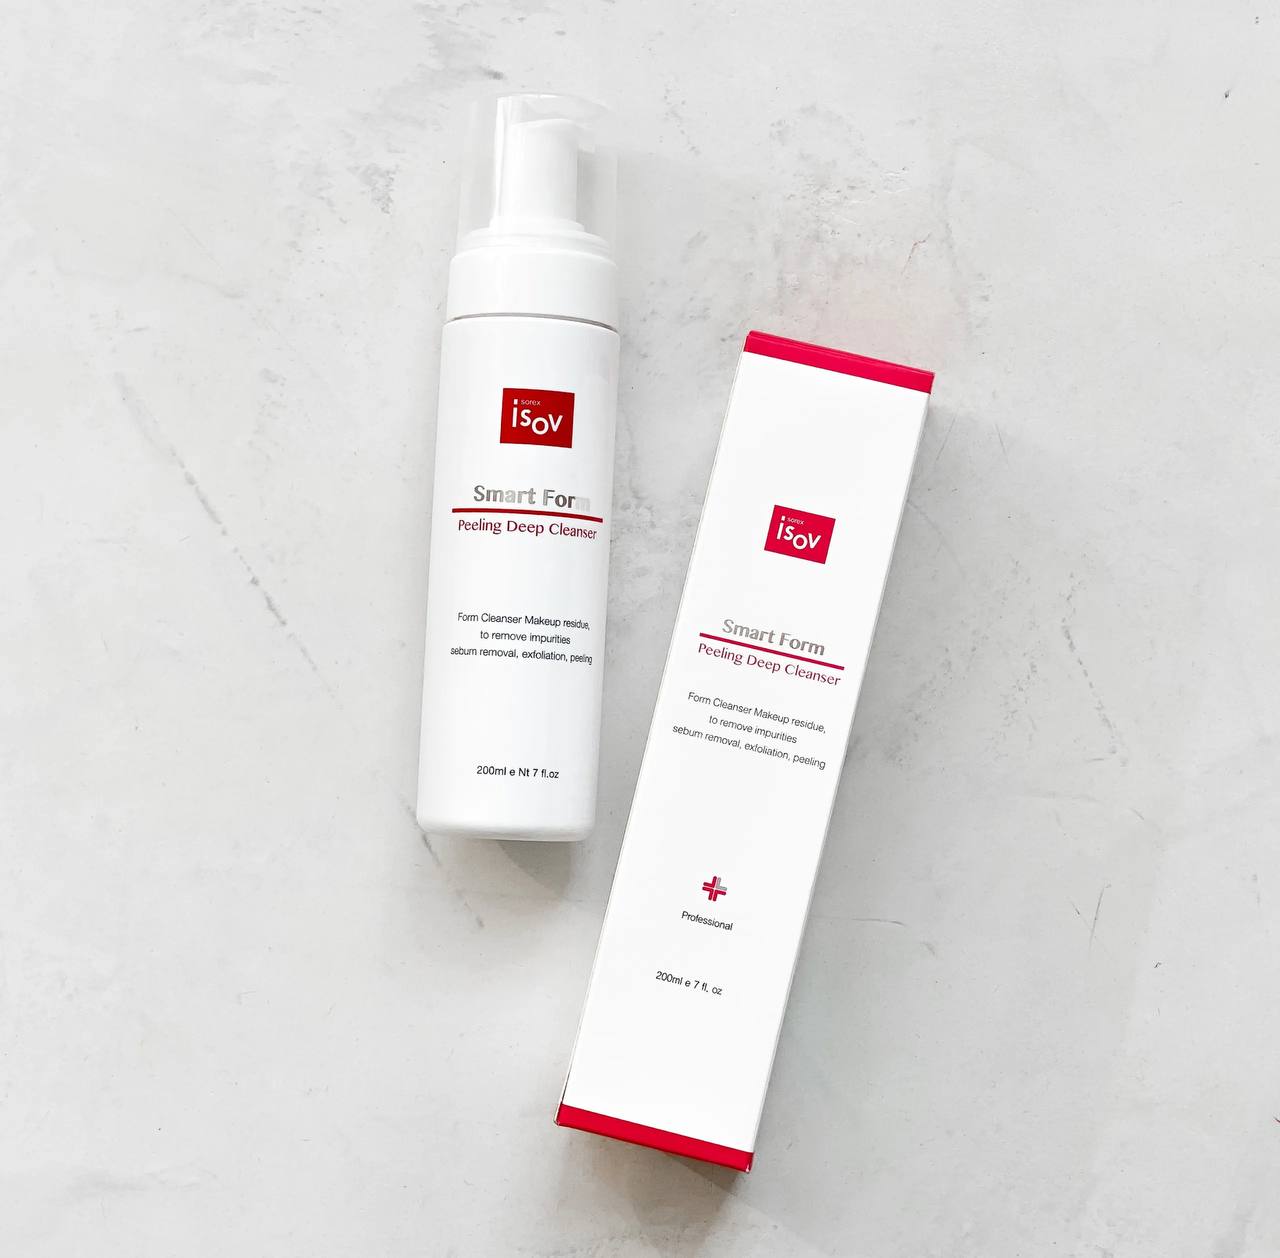 sorex
isov
Smart Form
Peeling Deep Cleanser
Form Cleanser Makeup residue,
to remove impurities
sebum removal, exfoliation, peeling
200ml e Nt 7 fl.oz
sorex
isov
Smart Form
Peeling Deep Cleanser
Form Cleanser Makeup residue,
to remove impurities
sebum removal, exfoliation, peeling
Professional
200ml e 7 fl. oz